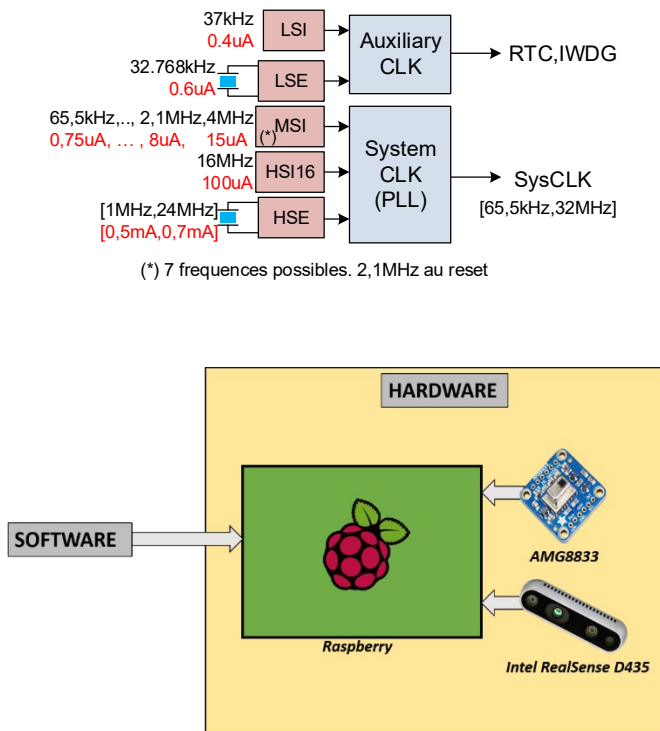 37kHz
0.4uA
LSI
32.768kHz
0.6uA
LSE
Auxiliary
CLK
RTC,IWDG
65,5kHz,.., 2,1MHz,4MHz
0,75uA, ... , 8uA, 15uA
(*)
MSI
16MHz
100uA
HSI16
[1MHz,24MHz]
[0,5mA,0,7mA]
HSE
System
CLK
(PLL)
SysCLK
[65,5kHz,32MHz]
(*) 7 frequences possibles. 2,1MHz au reset
HARDWARE
SOFTWARE
AMG8833
Raspberry
Intel RealSense D435